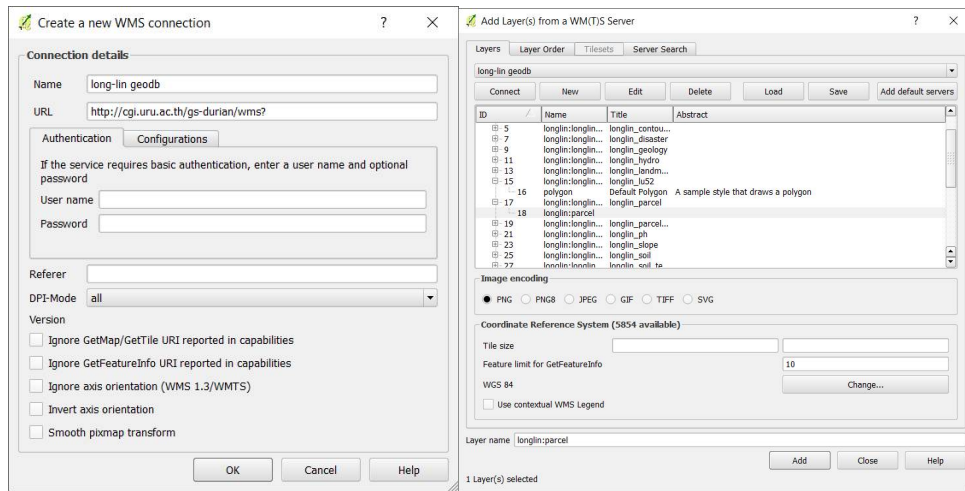 Create a new WMS connection
?
Connection details
Name
long-lin geodb
URL
http://cgi.uru.ac.th/gs-durian/wms?
Authentication
Configurations
If the service requires basic authentication, enter a user name and optional
password
User name
Password
Referer
DPI-Mode
all
Version
Ignore GetMap/GetTile URI reported in capabilities
Ignore GetFeatureInfo URI reported in capabilities
Ignore axis orientation (WMS 1.3/WMTS)
Invert axis orientation
Smooth pixmap transform
OK
Cancel
Help
Add Layer(s) from a WM(T)S Server
?
Layers
Layer Order
Tilesets
Server Search
long-lin geodb
Connect
New
Edit
Delete
Load
Save
Add default servers
ID Name Title Abstract
5 longlin:longlin... longlin_contou...
7 longlin:longlin... longlin_disaster
9 longlin:longlin... longlin_geology
11 longlin:longlin... longlin_hydro
13 longlin:longlin... longlin_landm...
15 longlin:longlin... longlin_lu52
16 polygon Default Polygon A sample style that draws a polygon
17 longlin:longlin... longlin_parcel
18 longlin:parcel
19 longlin:longlin... longlin_parcel...
21 longlin:longlin... longlin_ph
23 longlin:longlin... longlin_slope
25 longlin:longlin... longlin_soil
27 longlin:longlin... longlin_soil_te
Image encoding
PNG
PNG8
JPEG
GIF
TIFF
SVG
Coordinate Reference System (5854 available)
Tile size
Feature limit for GetFeatureInfo
10
WGS 84
Change...
Use contextual WMS Legend
Layer name
longlin:parcel
Add
Close
Help
1 Layer(s) selected